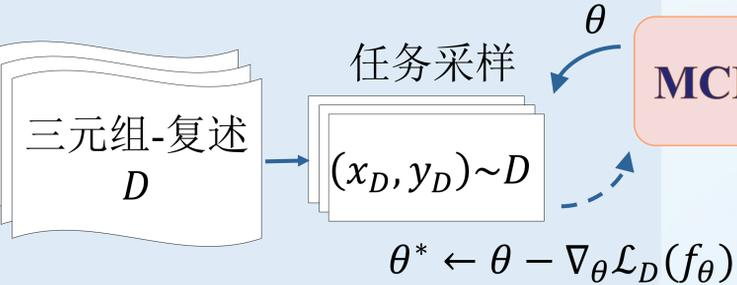 θ
任务采样
三元组-复述
D
(x_D, y_D)~D
θ* ← θ − ∇_θ ℒ_D(f_θ)